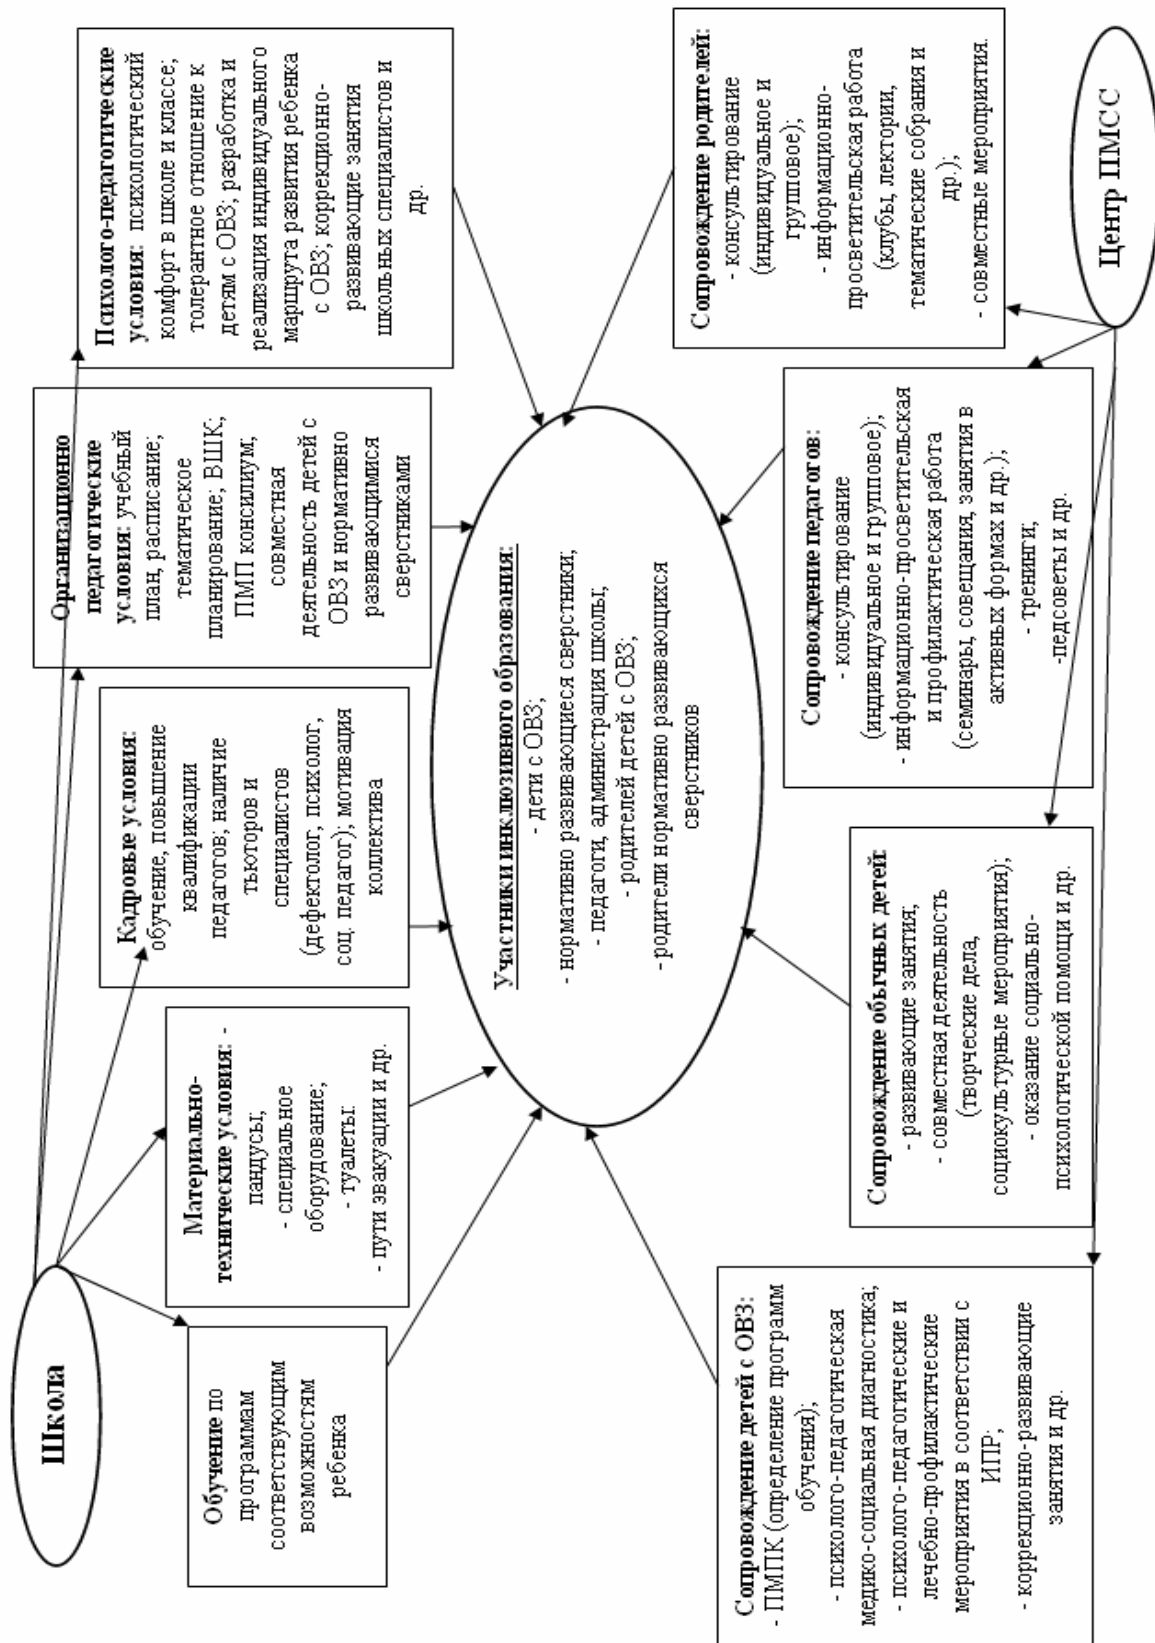 Школа
Обучение по
программам
соответствующим
возможностям
ребенка
Материально-
технические условия: -
пандусы;
- специальное
оборудование;
- туалеты.
- пути эвакуации и др.
Кадровые условия:
обучение, повышение
квалификации
педагогов; наличие
тьюторов и
специалистов
(дефектолог, психолог,
соц. педагог); мотивация
коллектива
Организационно
педагогические
условия: учебный
план, расписание;
тематическое
планирование; ВШК;
ПМП консилиум,
совместная
деятельность детей с
ОВЗ и нормативно
развивающимися
сверстниками
Психолого-педагогические
условия: психологический
комфорт в школе и классе;
толерантное отношение к
детям с ОВЗ; разработка и
реализация индивидуального
маршрута развития ребенка
с ОВЗ; коррекционно-
развивающие занятия
школьных специалистов и
др.
Участники инклюзивного образования:
- дети с ОВЗ;
- нормативно развивающиеся сверстники;
- педагоги, администрация школы;
- родителей детей с ОВЗ;
- родители нормативно развивающихся
сверстников
Сопровождение детей с ОВЗ:
- ПМПК (определение программ
обучения);
- психолого-педагогическая
медико-социальная диагностика;
- психолого-педагогические и
лечебно-профилактические
мероприятия в соответствии с
ИПР;
- коррекционно-развивающие
занятия и др.
Сопровождение обычных детей:
- развивающие занятия;
- совместная деятельность
(творческие дела,
социокультурные мероприятия);
- оказание социально-
психологической помощи и др.
Сопровождение педагогов:
- консультирование
(индивидуальное и групповое);
- информационно-просветительская
и профилактическая работа
(семинары, совещания, занятия в
активных формах и др.);
- тренинги;
-педсоветы и др.
Сопровождение родителей:
- консультирование
(индивидуальное и
групповое);
- информационно-
просветительская работа
(клубы, лектории,
тематические собрания и
др.);
- совместные мероприятия.
Центр ПМСС